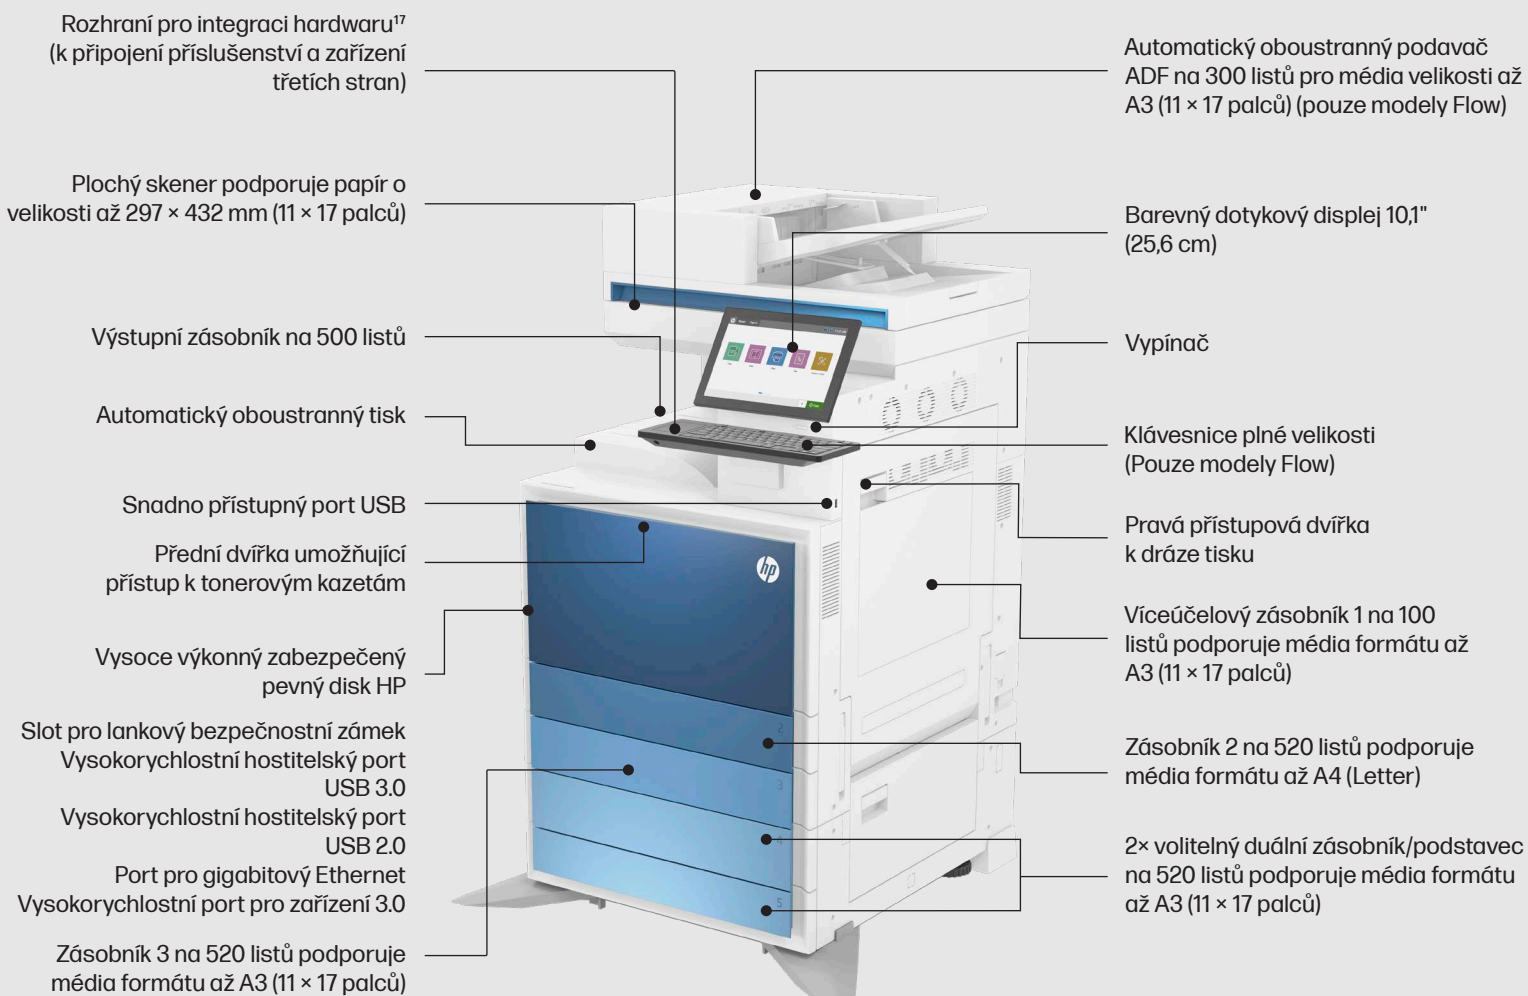 Rozhraní pro integraci hardwaru¹⁷
(k připojení příslušenství a zařízení
třetích stran)
Plochý skener podporuje papír o
velikosti až 297 × 432 mm (11 × 17 palců)
Výstupní zásobník na 500 listů
Automatický oboustranný tisk
Snadno přístupný port USB
Přední dvířka umožňující
přístup k tonerovým kazetám
Vysoce výkonný zabezpečený
pevný disk HP
Slot pro lankový bezpečnostní zámek
Vysokorychlostní hostitelský port
USB 3.0
Vysokorychlostní hostitelský port
USB 2.0
Port pro gigabitový Ethernet
Vysokorychlostní port pro zařízení 3.0
Zásobník 3 na 520 listů podporuje
média formátu až A3 (11 × 17 palců)
hp
2
3
4
5
Automatický oboustranný podavač
ADF na 300 listů pro média velikosti až
A3 (11 × 17 palců) (pouze modely Flow)
Barevný dotykový displej 10,1"
(25,6 cm)
Vypínač
Klávesnice plné velikosti
(Pouze modely Flow)
Pravá přístupová dvířka
k dráze tisku
Víceúčelový zásobník 1 na 100
listů podporuje média formátu až
A3 (11 × 17 palců)
Zásobník 2 na 520 listů podporuje
média formátu až A4 (Letter)
2× volitelný duální zásobník/podstavec
na 520 listů podporuje média formátu
až A3 (11 × 17 palců)